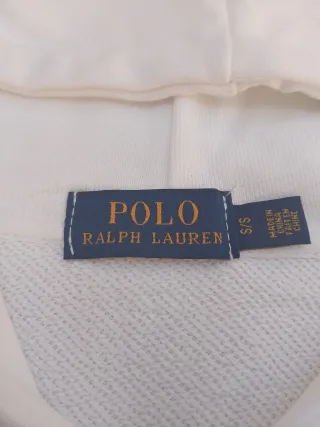 POLO
RALPH LAUREN
S/S
MADE IN
CHINA
FAIT EN
CHINE